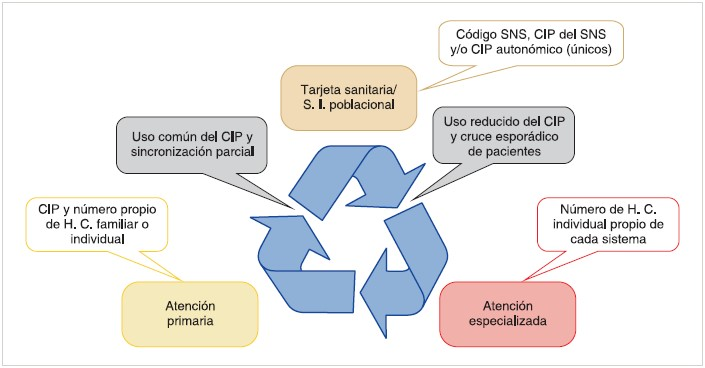 Código SNS, CIP del SNS
y/o CIP autonómico (únicos)
Tarjeta sanitaria/
S. I. poblacional
Uso común del CIP y
sincronización parcial
Uso reducido del CIP
y cruce esporádico
de pacientes
CIP y número propio
de H. C. familiar o
individual
Número de H. C.
individual propio de
cada sistema
Atención
primaria
Atención
especializada